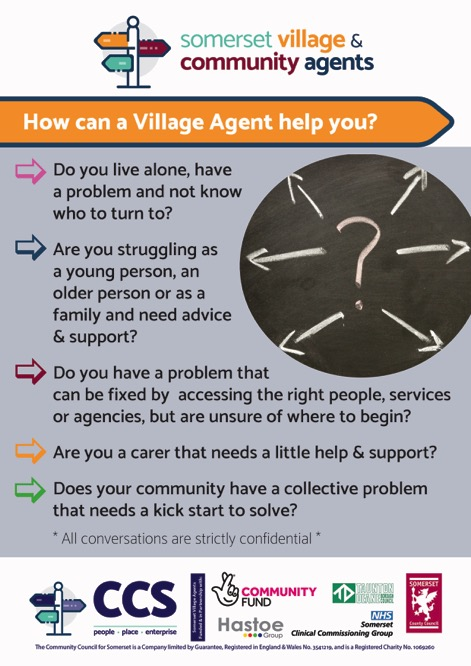 somerset village &
community agents
How can a Village Agent help you?
Do you live alone, have
a problem and not know
who to turn to?
?
Are you struggling as
a young person, an
older person or as a
family and need advice
& support?
Do you have a problem that
can be fixed by accessing the right people, services
or agencies, but are unsure of where to begin?
Are you a carer that needs a little help & support?
Does your community have a collective problem
that needs a kick start to solve?
* All conversations are strictly confidential *
CCS
people · place · enterprise
Somerset Village Agents
Funded & in Partnership with:
COMMUNITY
FUND
Hastoe
Group
TAUNTON
DEANE
NHS
Somerset
Clinical Commissioning Group
SOMERSET
County Council
The Community Council for Somerset is a Company limited by Guarantee, Registered in England & Wales No. 3541219, and is a Registered Charity No. 1069260